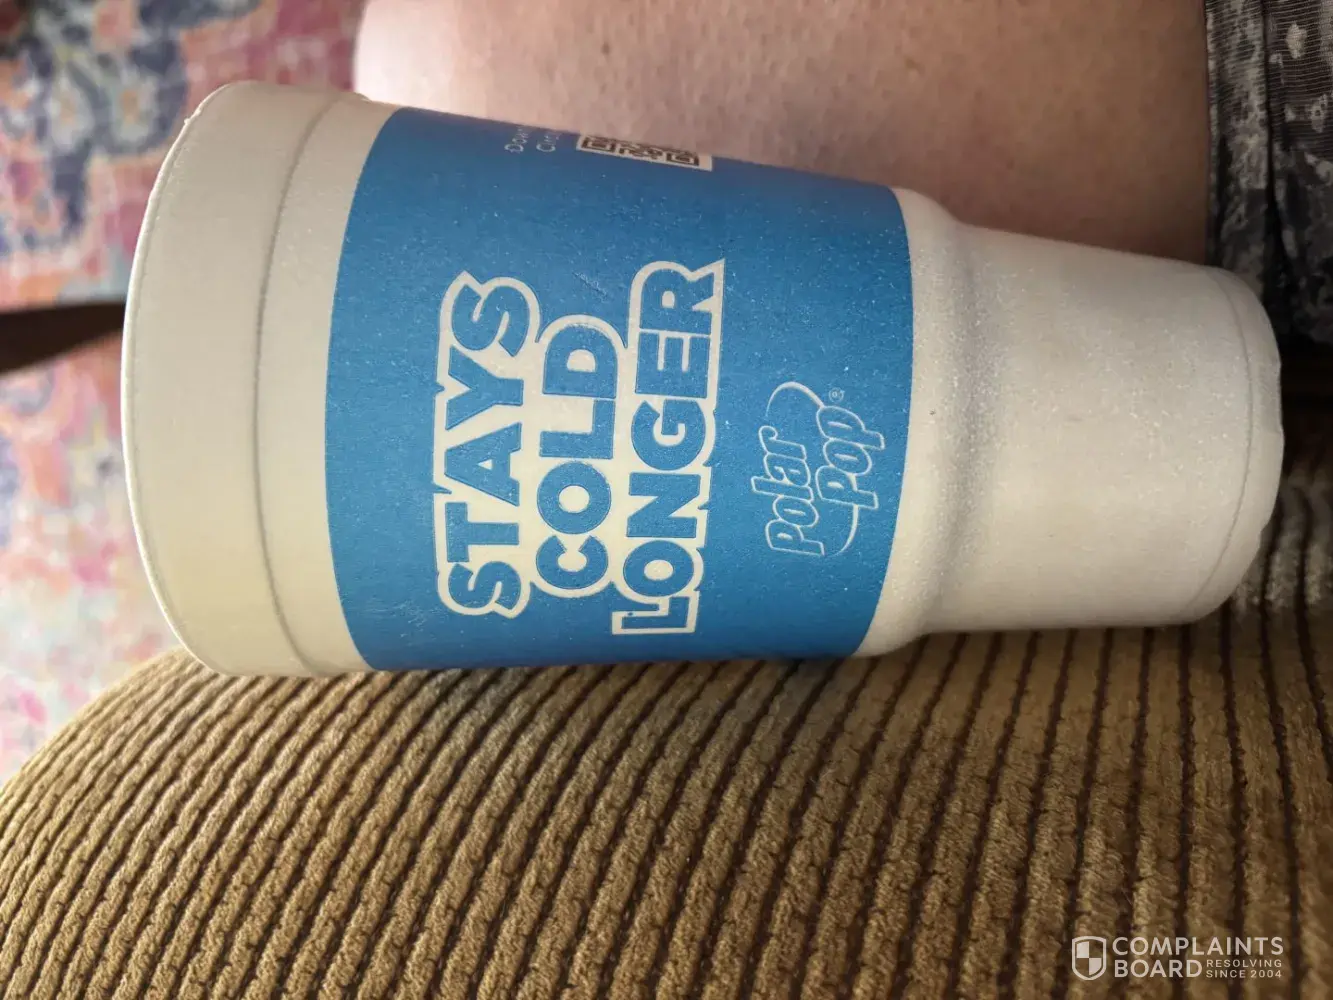 STAYS
COLD
LONGER
Polar
Pop®
COMPLAINTS
BOARD RESOLVING
SINCE 2004